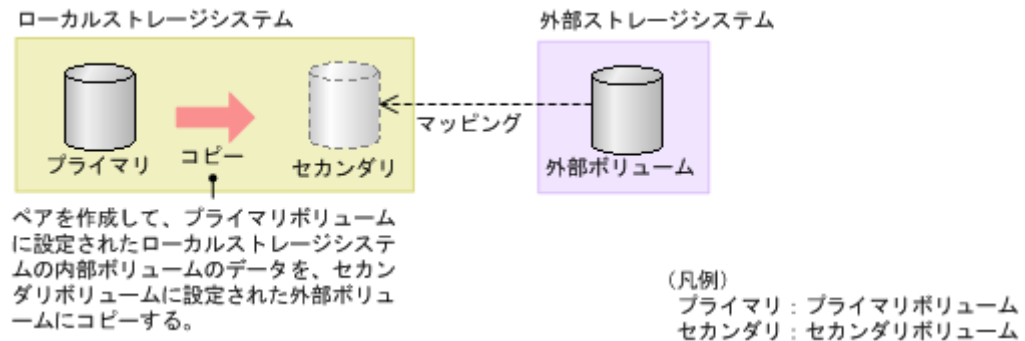 ローカルストレージシステム
外部ストレージシステム
プライマリ
コピー
セカンダリ
マッピング
外部ボリューム
ペアを作成して、プライマリボリューム
に設定されたローカルストレージシステ
ムの内部ボリュームのデータを、セカン
ダリボリュームに設定された外部ボリュ
ームにコピーする。
（凡例）
プライマリ：プライマリボリューム
セカンダリ：セカンダリボリューム